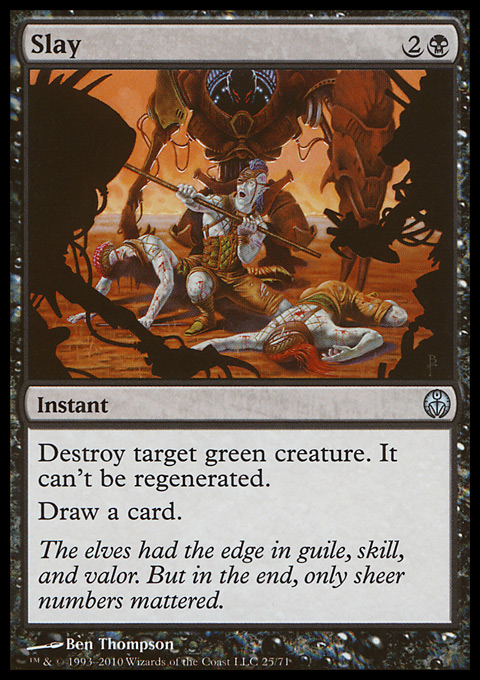 Slay 2
Instant
Destroy target green creature. It
can't be regenerated.
Draw a card.
The elves had the edge in guile, skill,
and valor. But in the end, only sheer
numbers mattered.
Ben Thompson
™ & © 1993–2010 Wizards of the Coast LLC 25/71